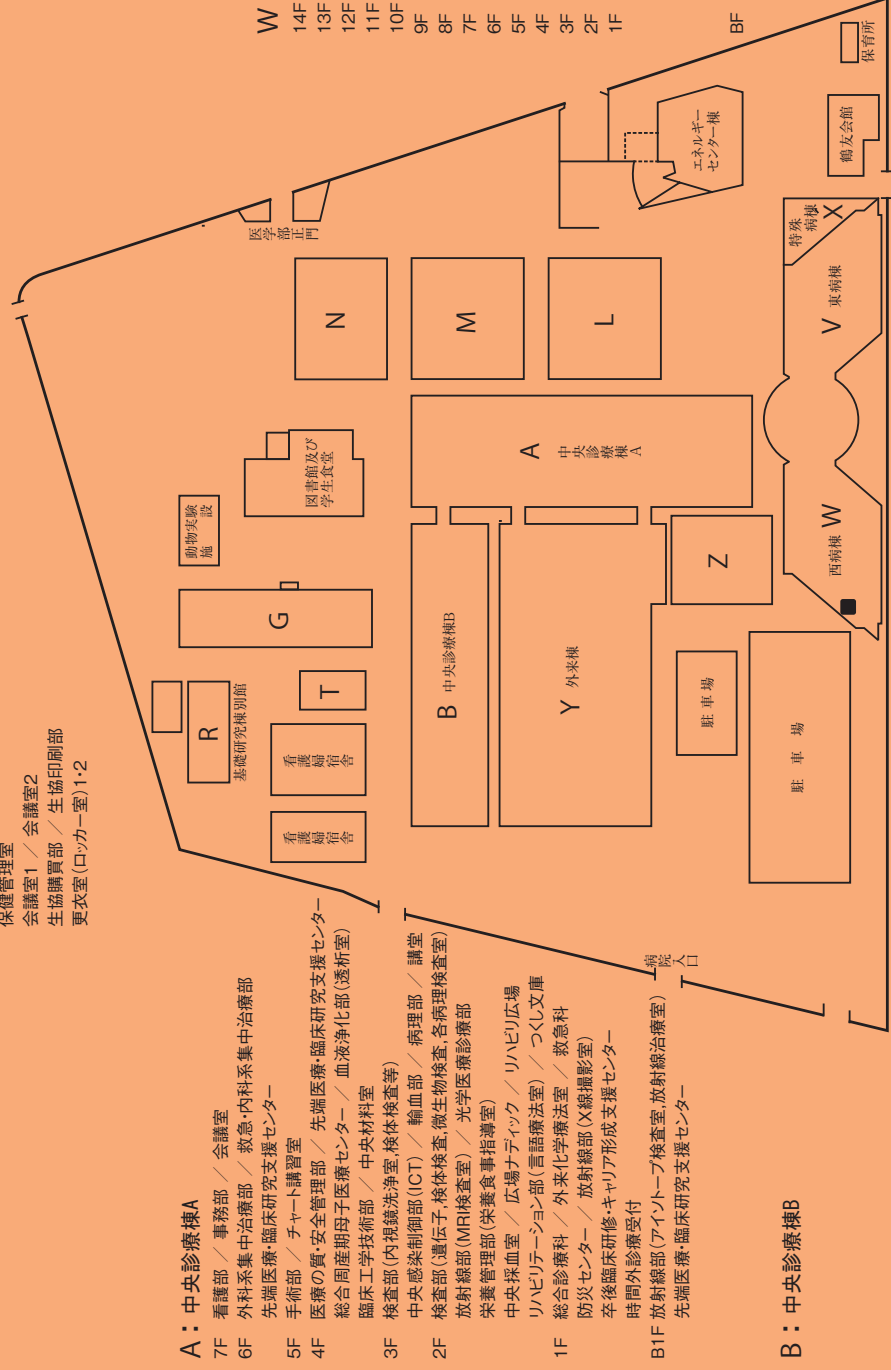 保健管理室
会議室1 ／ 会議室2
生協購買部 ／ 生協印刷部
更衣室(ロッカー室)1・2
A：中央診療棟A
7F 看護部 ／ 事務部 ／ 会議室
6F 外科系集中治療部 ／ 救急・内科系集中治療部
先端医療・臨床研究支援センター
5F 手術部 ／ チャート講習室
4F 医療の質・安全管理部 ／ 先端医療・臨床研究支援センター
総合周産期母子医療センター ／ 血液浄化部(透析室)
臨床工学技術部 ／ 中央材料室
3F 検査部(内視鏡洗浄室,検体検査等)
中央感染制御部(ICT) ／ 輸血部 ／ 病理部 ／ 講堂
2F 検査部(遺伝子,検体検査,微生物検査,各病理検査室)
放射線部(MRI検査室) ／ 光学医療診療部
栄養管理部(栄養食事指導室)
中央採血室 ／ 広場ナディック ／ リハビリ広場
リハビリテーション部(言語療法室) ／ つくし文庫
1F 総合診療科 ／ 外来化学療法室 ／ 救急科
防災センター ／ 放射線部(X線撮影室)
卒後臨床研修・キャリア形成支援センター
時間外診療受付
B1F 放射線部(アイソトープ検査室,放射線治療室)
先端医療・臨床研究支援センター
B：中央診療棟B
R
基礎研究棟別館
看護婦宿舎
看護婦宿舎
T
G
動物実験
施設
図書館及び
学生食堂
医学部正門
N
M
L
A
中央診療棟A
B 中央診療棟B
Y 外来棟
Z
駐車場
駐車場
病院入口
西病棟 W
V 東病棟
特殊
病棟 X
エネルギー
センター棟
鶴友会館
保育所
W
14F
13F
12F
11F
10F
9F
8F
7F
6F
5F
4F
3F
2F
1F
BF